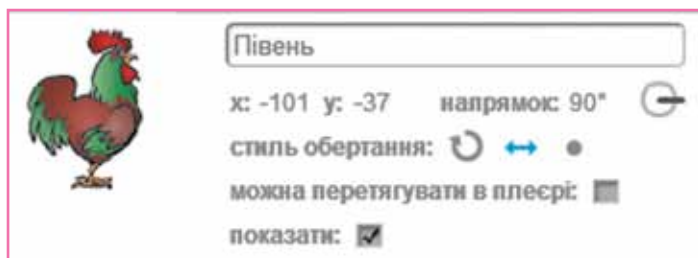 Півень
x: -101 y: -37 напрямок: 90°
стиль обертання:
можна перетягувати в плеєрі:
показати: